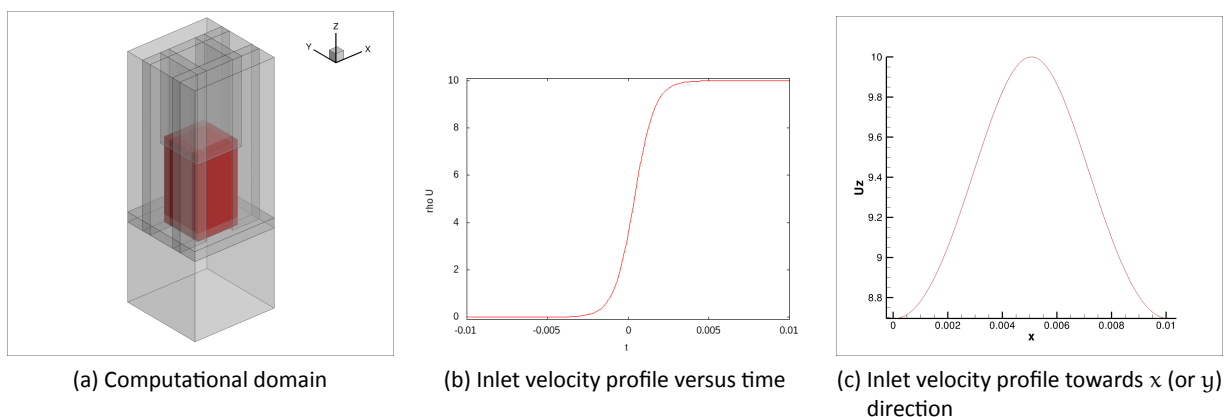 Z
Y
X
10
8
6
4
2
0
rho U
-0.01
-0.005
0
0.005
0.01
t
10
9.8
9.6
9.4
9.2
9
8.8
Uz
0
0.002
0.004
0.006
0.008
0.01
x
(a) Computational domain
(b) Inlet velocity profile versus time
(c) Inlet velocity profile towards x (or y)
direction